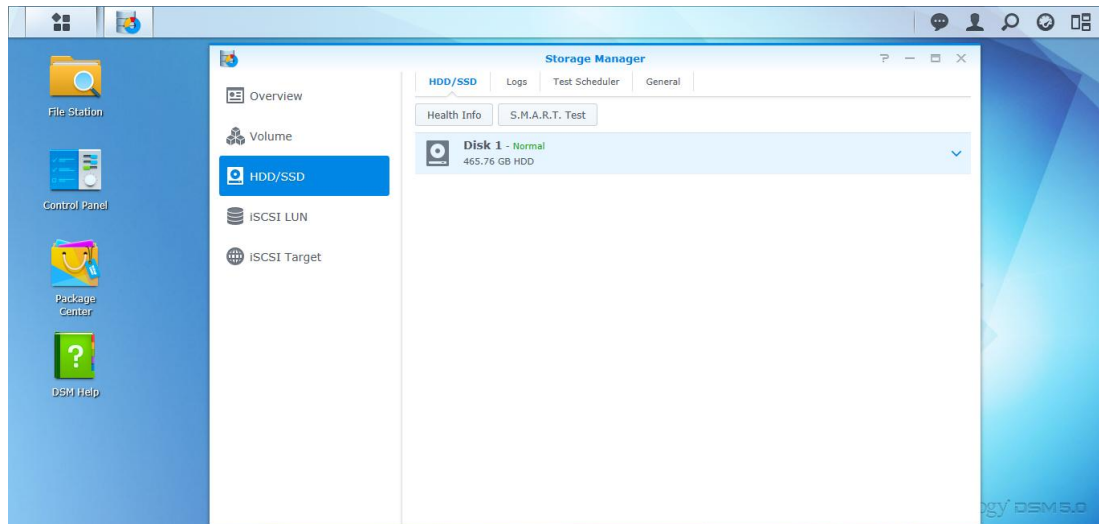 Storage Manager
File Station
Control Panel
Package
Center
DSM Help
Overview
Volume
HDD/SSD
iSCSI LUN
iSCSI Target
HDD/SSD Logs Test Scheduler General
Health Info S.M.A.R.T. Test
Disk 1 - Normal
465.76 GB HDD
DSM 5.0